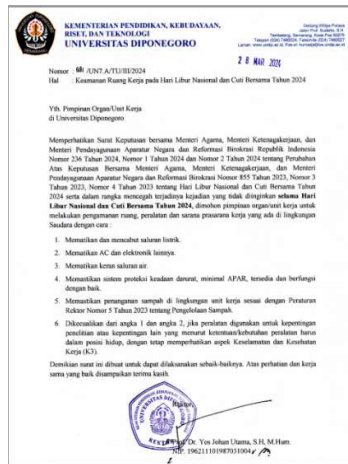 KEMENTERIAN PENDIDIKAN, KEBUDAYAAN,
RISET, DAN TEKNOLOGI
UNIVERSITAS DIPONEGORO
28 MAR 2024
Nomor : /UN7.A/TU/III/2024
Hal : Keamanan Ruang Kerja pada Hari Libur Nasional dan Cuti Bersama Tahun 2024
Yth. Pimpinan Organ/Unit Kerja
di Universitas Diponegoro
Memperhatikan Surat Keputusan bersama Menteri Agama, Menteri Ketenagakerjaan, dan
Menteri Pendayagunaan Aparatur Negara dan Reformasi Birokrasi Republik Indonesia
Nomor 236 Tahun 2024, Nomor 1 Tahun 2024 dan Nomor 2 Tahun 2024 tentang Perubahan
Atas Keputusan Bersama Menteri Agama, Menteri Ketenagakerjaan, dan Menteri
Pendayagunaan Aparatur Negara dan Reformasi Birokrasi Nomor 855 Tahun 2023, Nomor 3
Tahun 2023, Nomor 4 Tahun 2023 tentang Hari Libur Nasional dan Cuti Bersama Tahun
2024 serta dalam rangka mencegah terjadinya kejadian yang tidak diinginkan selama Hari
Libur Nasional dan Cuti Bersama Tahun 2024, dimohon pimpinan organ/unit kerja untuk
melakukan pengamanan ruang, peralatan dan sarana prasarana kerja yang ada di lingkungan
Saudara dengan cara :
1. Mematikan dan mencabut saluran listrik.
2. Mematikan AC dan elektronik lainnya.
3. Mematikan keran saluran air.
4. Memastikan sistem proteksi keadaan darurat, minimal APAR, tersedia dan berfungsi
dengan baik.
5. Memastikan penanganan sampah di lingkungan unit kerja sesuai dengan Peraturan
Rektor Nomor 5 Tahun 2023 tentang Pengelolaan Sampah.
6. Dikecualikan dari angka 1 dan angka 2, jika peralatan digunakan untuk kepentingan
penelitian atau kepentingan lain yang menurut ketentuan/kebutuhan peralatan harus
dalam posisi hidup, dengan tetap memperhatikan aspek Keselamatan dan Kesehatan
Kerja (K3).
Demikian surat ini dibuat untuk dapat dilaksanakan sebaik-baiknya. Atas perhatian dan kerja
sama yang baik disampaikan terima kasih.
Rektor,
Prof. Dr. Yos Johan Utama, S.H, M.Hum.
NIP. 196211101987031004